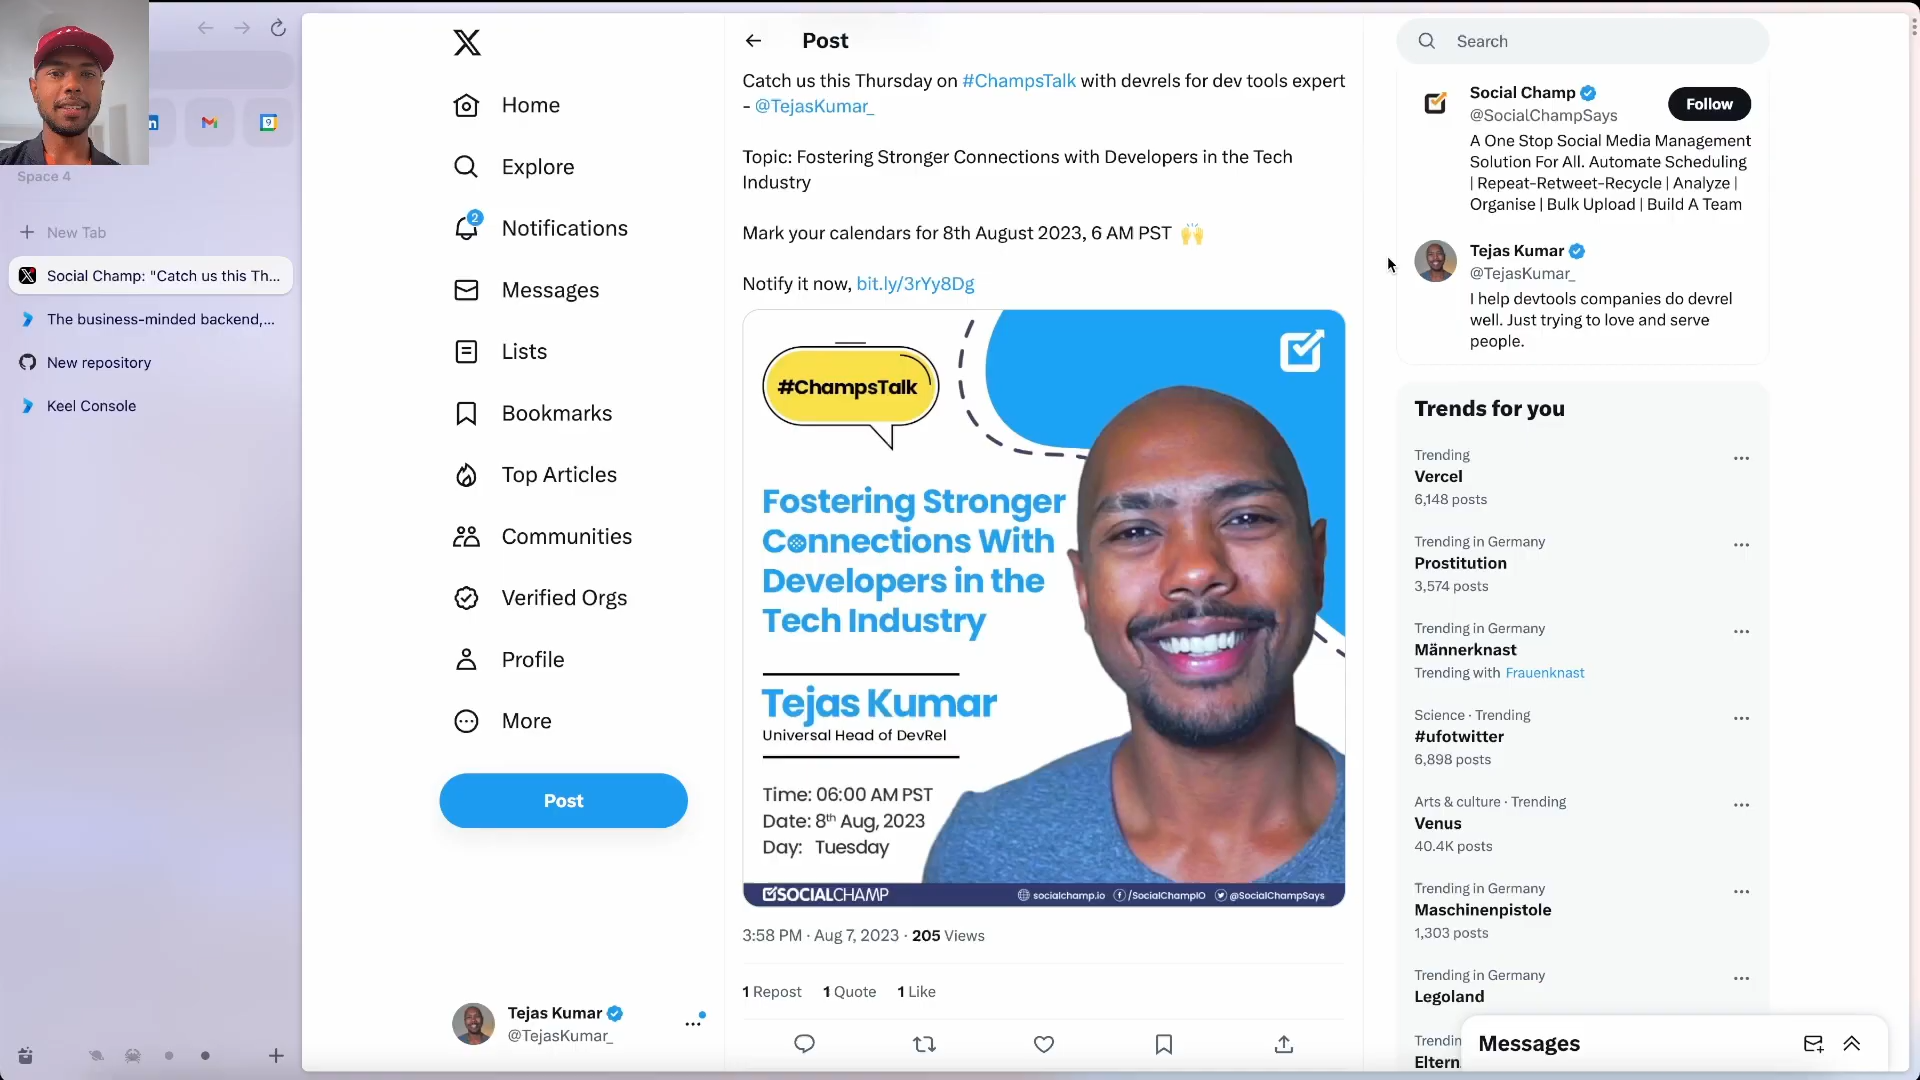 Space 4
New Tab
Social Champ: "Catch us this Th...
The business-minded backend,...
New repository
Keel Console
Home
Explore
2
Notifications
Messages
Lists
Bookmarks
Top Articles
Communities
Verified Orgs
Profile
More
Post
Tejas Kumar
@TejasKumar_
Post
Catch us this Thursday on #ChampsTalk with devrels for dev tools expert
- @TejasKumar_
Topic: Fostering Stronger Connections with Developers in the Tech
Industry
Mark your calendars for 8th August 2023, 6 AM PST 🙌
Notify it now, bit.ly/3rYy8Dg
#ChampsTalk
Fostering Stronger
Connections With
Developers in the
Tech Industry
Tejas Kumar
Universal Head of DevRel
Time: 06:00 AM PST
Date: 8th Aug, 2023
Day: Tuesday
SOCIALCHAMP
socialchamp.io /SocialChampIO @SocialChampSays
3:58 PM · Aug 7, 2023 · 205 Views
1 Repost 1 Quote 1 Like
Search
Social Champ
@SocialChampSays
Follow
A One Stop Social Media Management
Solution For All. Automate Scheduling
| Repeat-Retweet-Recycle | Analyze |
Organise | Bulk Upload | Build A Team
Tejas Kumar
@TejasKumar_
I help devtools companies do devrel
well. Just trying to love and serve
people.
Trends for you
Trending
Vercel
6,148 posts
Trending in Germany
Prostitution
3,574 posts
Trending in Germany
Männerknast
Trending with Frauenknast
Science · Trending
#ufotwitter
6,898 posts
Arts & culture · Trending
Venus
40.4K posts
Trending in Germany
Maschinenpistole
1,303 posts
Trending in Germany
Legoland
Messages